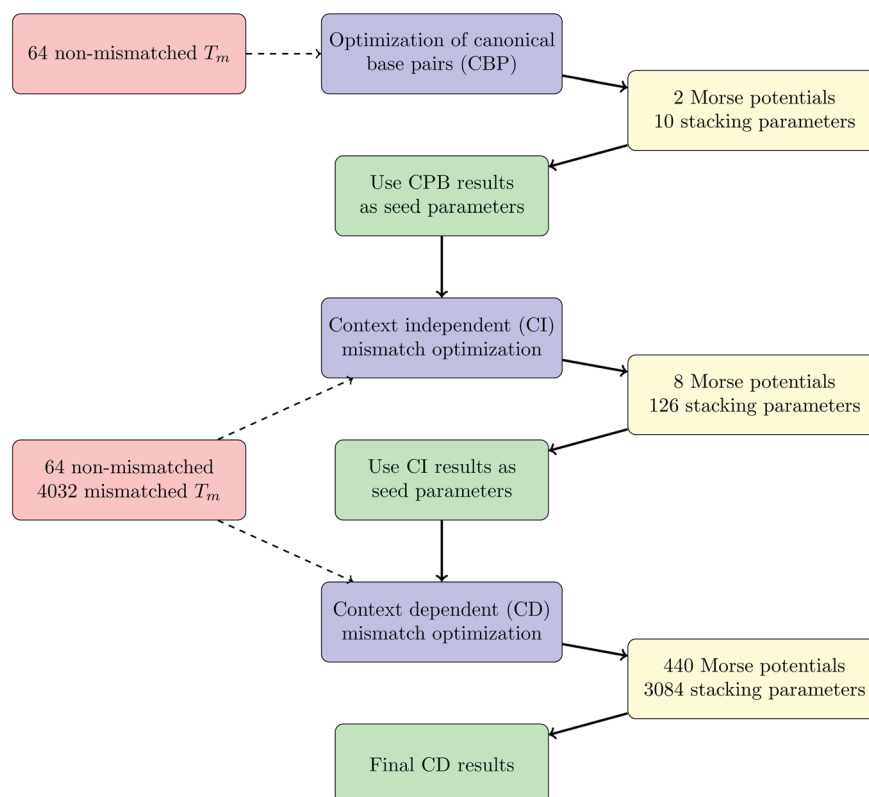 64 non-mismatched Tm
Optimization of canonical
base pairs (CBP)
2 Morse potentials
10 stacking parameters
Use CPB results
as seed parameters
Context independent (CI)
mismatch optimization
8 Morse potentials
126 stacking parameters
64 non-mismatched
4032 mismatched Tm
Use CI results as
seed parameters
Context dependent (CD)
mismatch optimization
440 Morse potentials
3084 stacking parameters
Final CD results